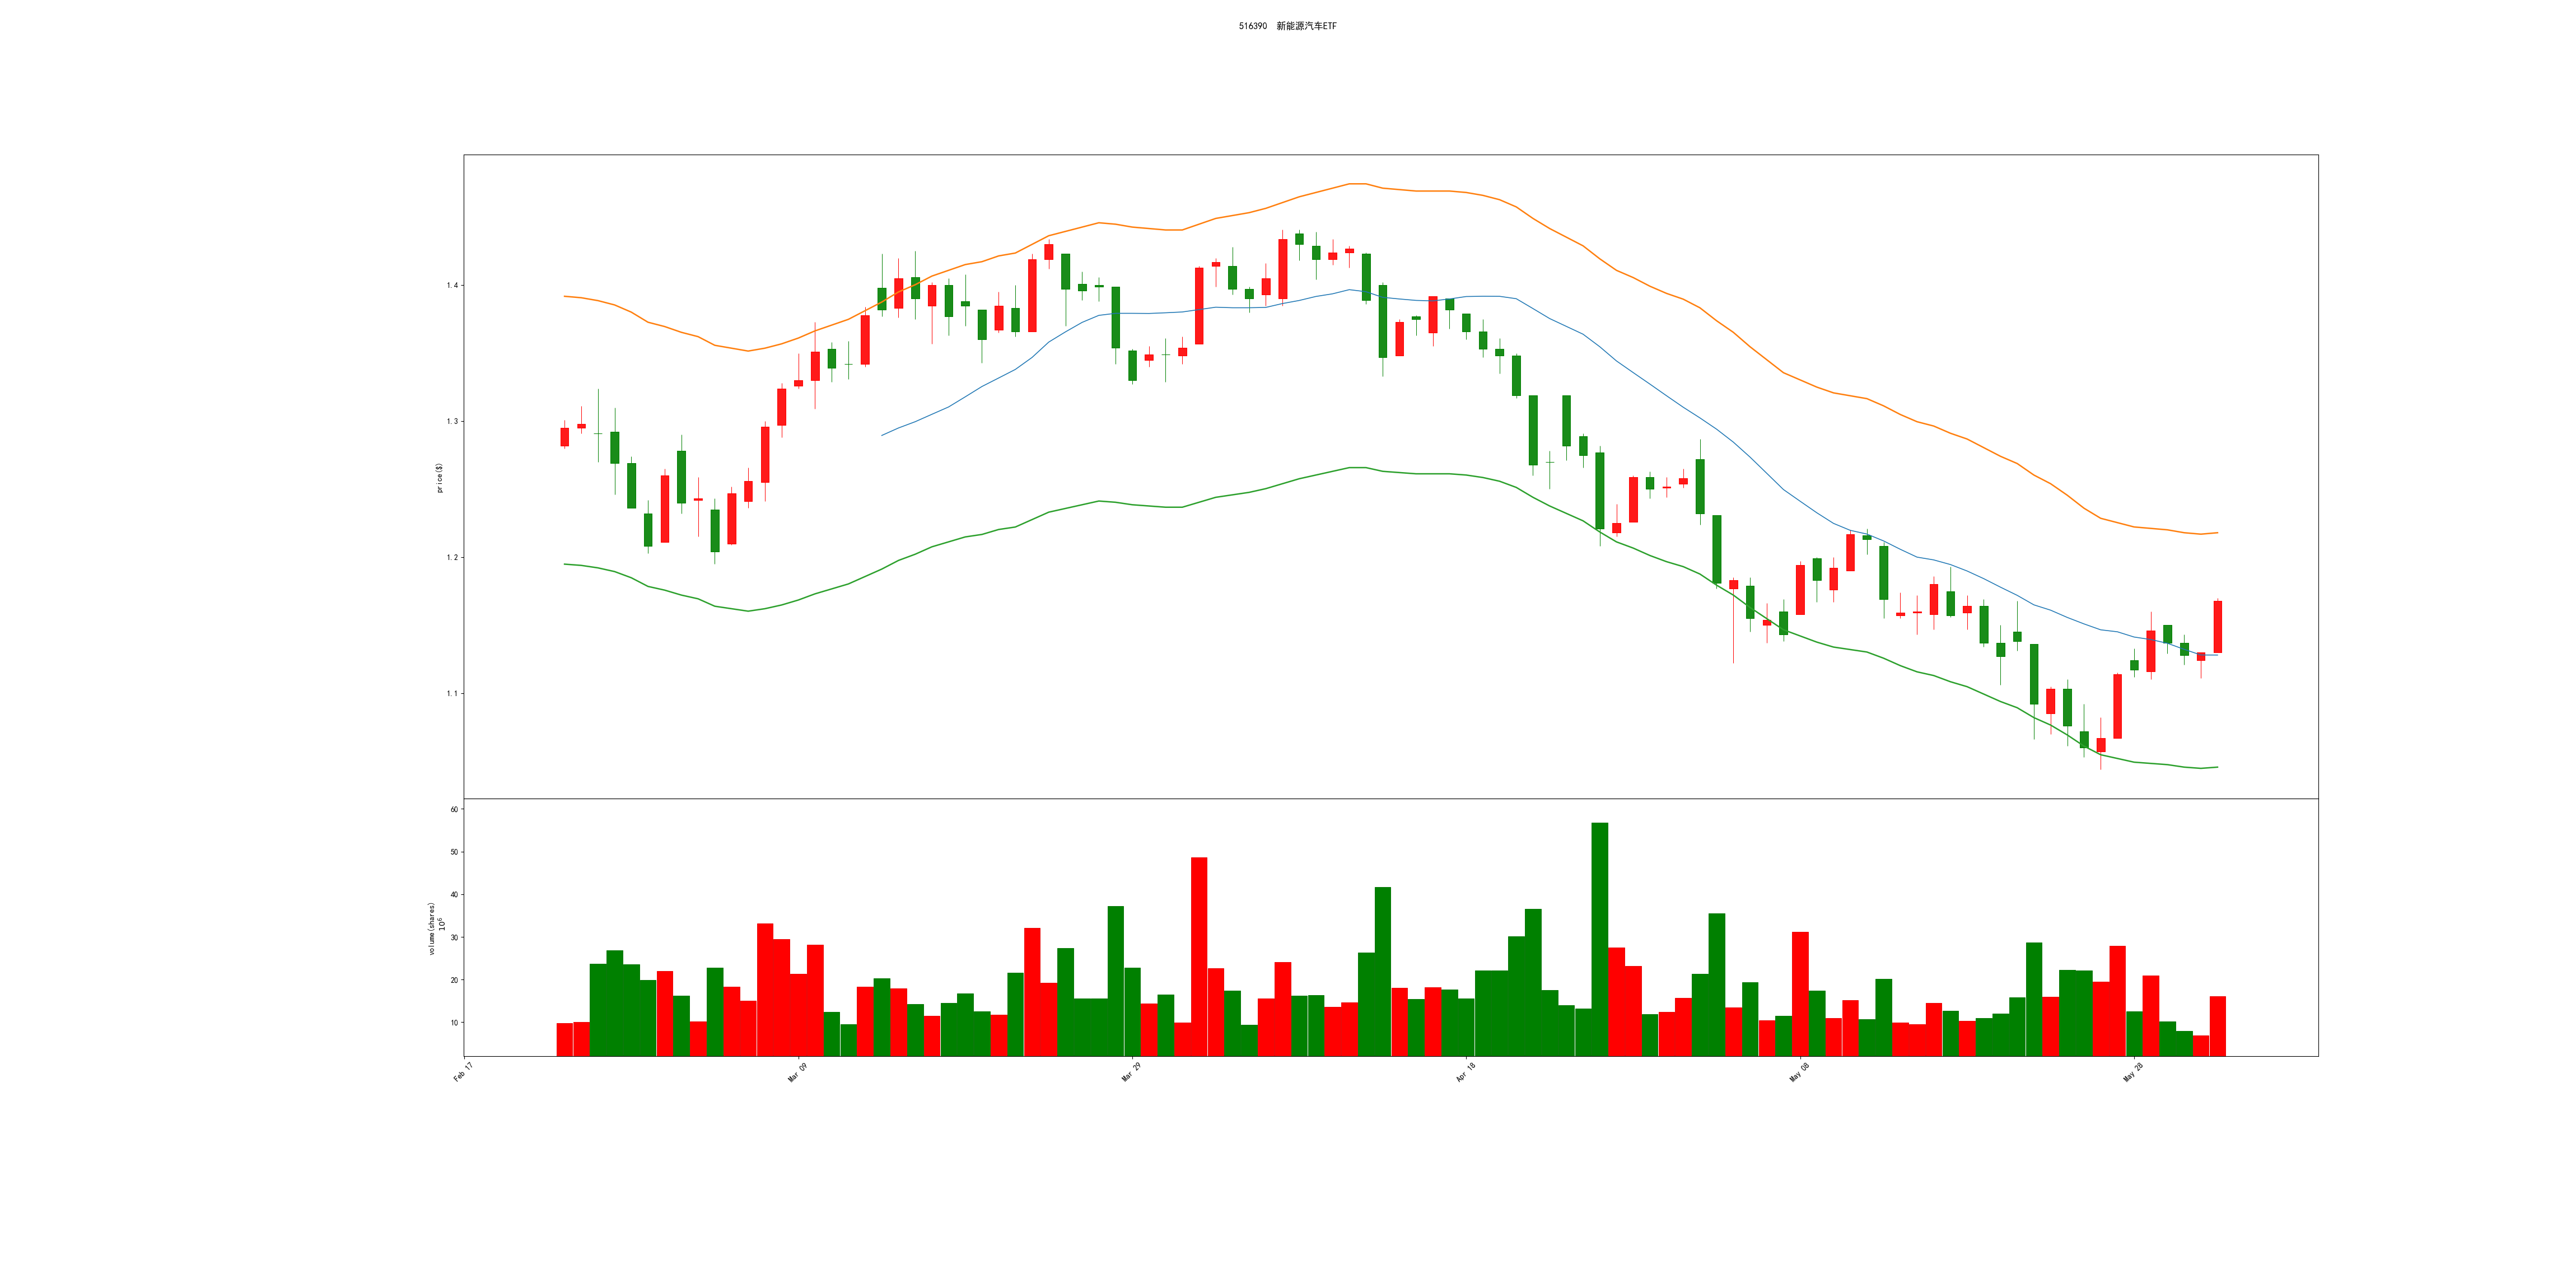 516390 新能源汽车ETF
price($)
1.4
1.3
1.2
1.1
volume(shares)
10^6
60
50
40
30
20
10
Feb 17
Mar 09
Mar 29
Apr 18
May 08
May 28